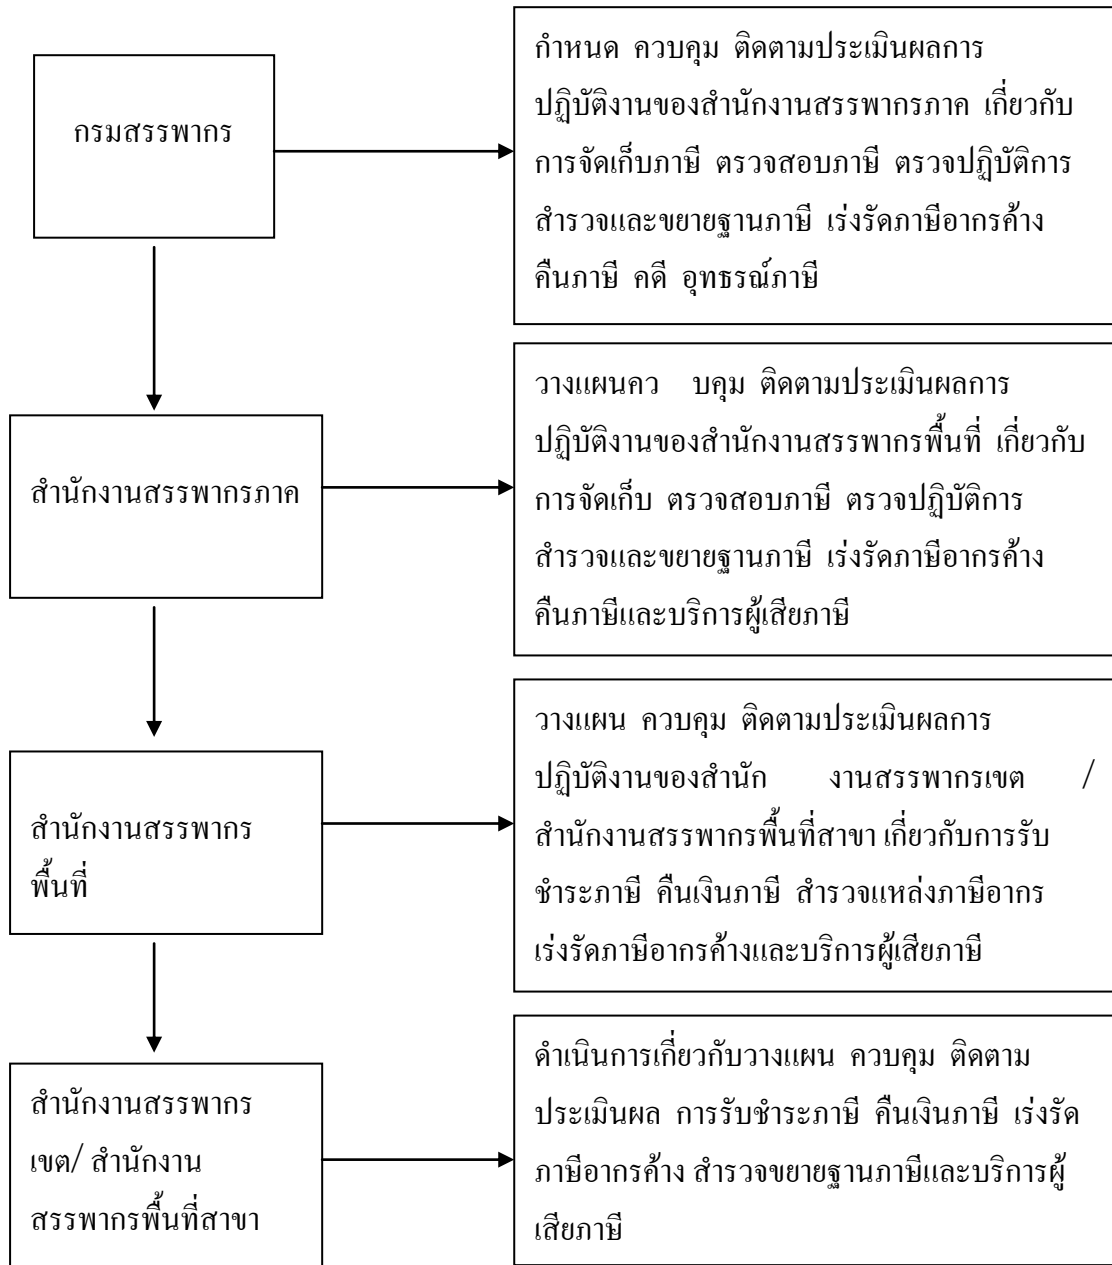 กรมสรรพากร
กำหนด ควบคุม ติดตามประเมินผลการ
ปฏิบัติงานของสำนักงานสรรพากรภาค เกี่ยวกับ
การจัดเก็บภาษี ตรวจสอบภาษี ตรวจปฏิบัติการ
สำรวจและขยายฐานภาษี เร่งรัดภาษีอากรค้าง
คืนภาษี คดี อุทธรณ์ภาษี
สำนักงานสรรพากรภาค
วางแผนคว บคุม ติดตามประเมินผลการ
ปฏิบัติงานของสำนักงานสรรพากรพื้นที่ เกี่ยวกับ
การจัดเก็บ ตรวจสอบภาษี ตรวจปฏิบัติการ
สำรวจและขยายฐานภาษี เร่งรัดภาษีอากรค้าง
คืนภาษีและบริการผู้เสียภาษี
สำนักงานสรรพากร
พื้นที่
วางแผน ควบคุม ติดตามประเมินผลการ
ปฏิบัติงานของสำนัก งานสรรพากรเขต /
สำนักงานสรรพากรพื้นที่สาขา เกี่ยวกับการรับ
ชำระภาษี คืนเงินภาษี สำรวจแหล่งภาษีอากร
เร่งรัดภาษีอากรค้างและบริการผู้เสียภาษี
สำนักงานสรรพากร
เขต/ สำนักงาน
สรรพากรพื้นที่สาขา
ดำเนินการเกี่ยวกับวางแผน ควบคุม ติดตาม
ประเมินผล การรับชำระภาษี คืนเงินภาษี เร่งรัด
ภาษีอากรค้าง สำรวจขยายฐานภาษีและบริการผู้
เสียภาษี